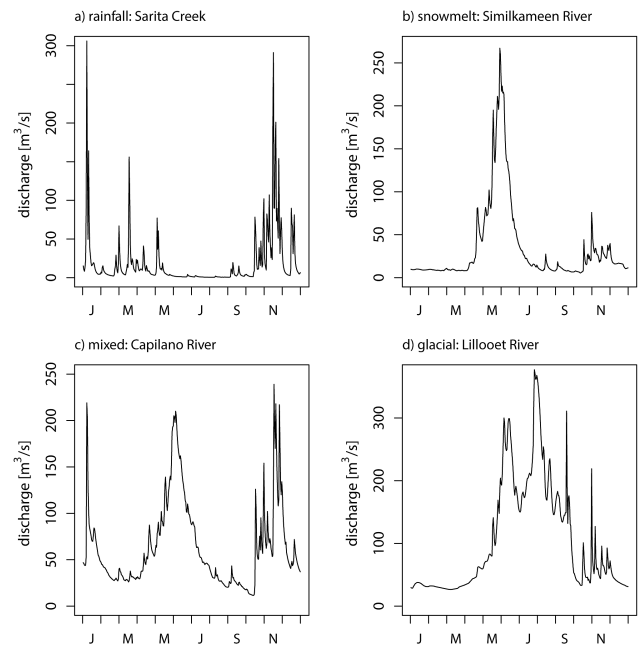 a) rainfall: Sarita Creek
discharge [m³/s]
300
200
100
50
0
J M M J S N
b) snowmelt: Similkameen River
discharge [m³/s]
250
200
150
100
50
0
J M M J S N
c) mixed: Capilano River
discharge [m³/s]
250
200
150
100
50
0
J M M J S N
d) glacial: Lillooet River
discharge [m³/s]
300
200
100
0
J M M J S N